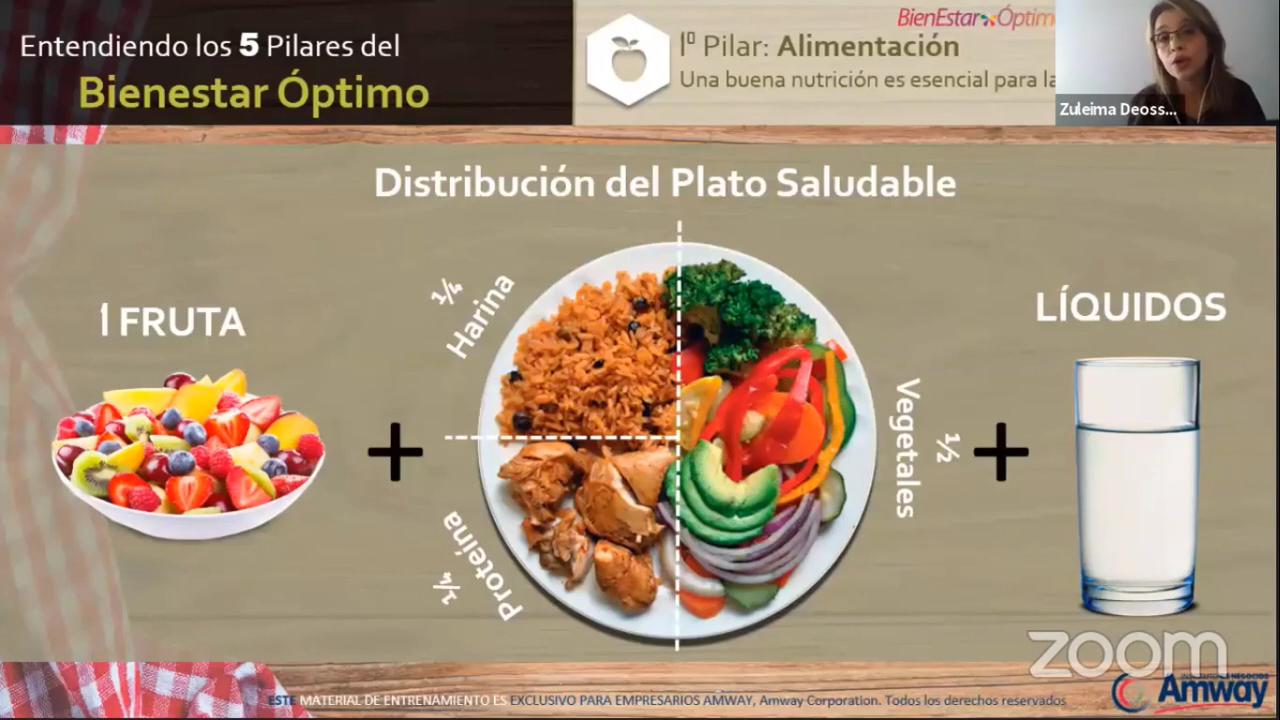 Entendiendo los 5 Pilares del
Bienestar Óptimo
BienEstar Óptim
1º Pilar: Alimentación
Una buena nutrición es esencial para la
Zuleima Deoss...
Distribución del Plato Saludable
1 FRUTA
¼
Harina
¼
Proteína
½
Vegetales
LÍQUIDOS
zoom
ESTE MATERIAL DE ENTRENAMIENTO ES EXCLUSIVO PARA EMPRESARIOS AMWAY, Amway Corporation. Todos los derechos reservados
Amway